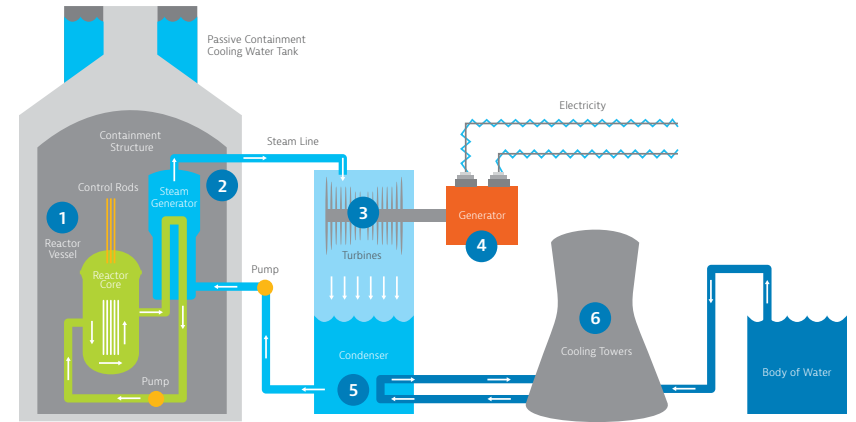 Passive Containment
Cooling Water Tank
Electricity
Containment
Structure
Steam Line
Control Rods
2
Steam
Generator
1
Reactor
Vessel
3
Generator
4
Turbines
Pump
Reactor
Core
6
Cooling Towers
Condenser
5
Pump
Body of Water